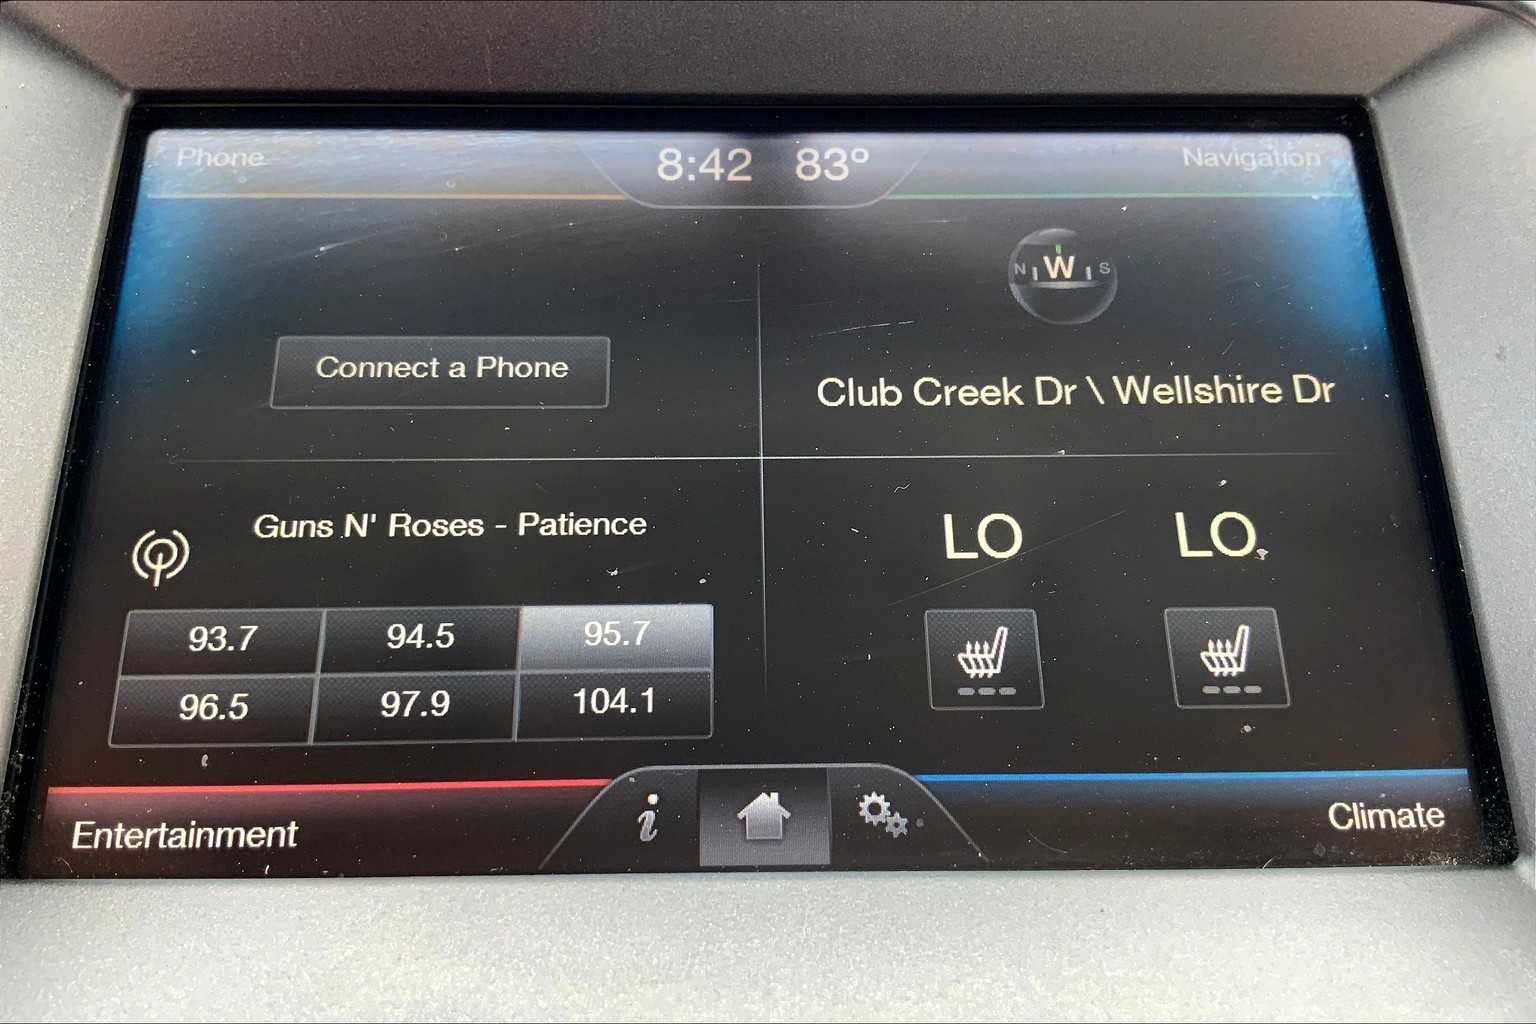 Phone
8:42 83°
Navigation
N W S
Connect a Phone
Club Creek Dr \ Wellshire Dr
Guns N' Roses - Patience
LO LO
93.7 94.5 95.7
96.5 97.9 104.1
Entertainment
i
Climate